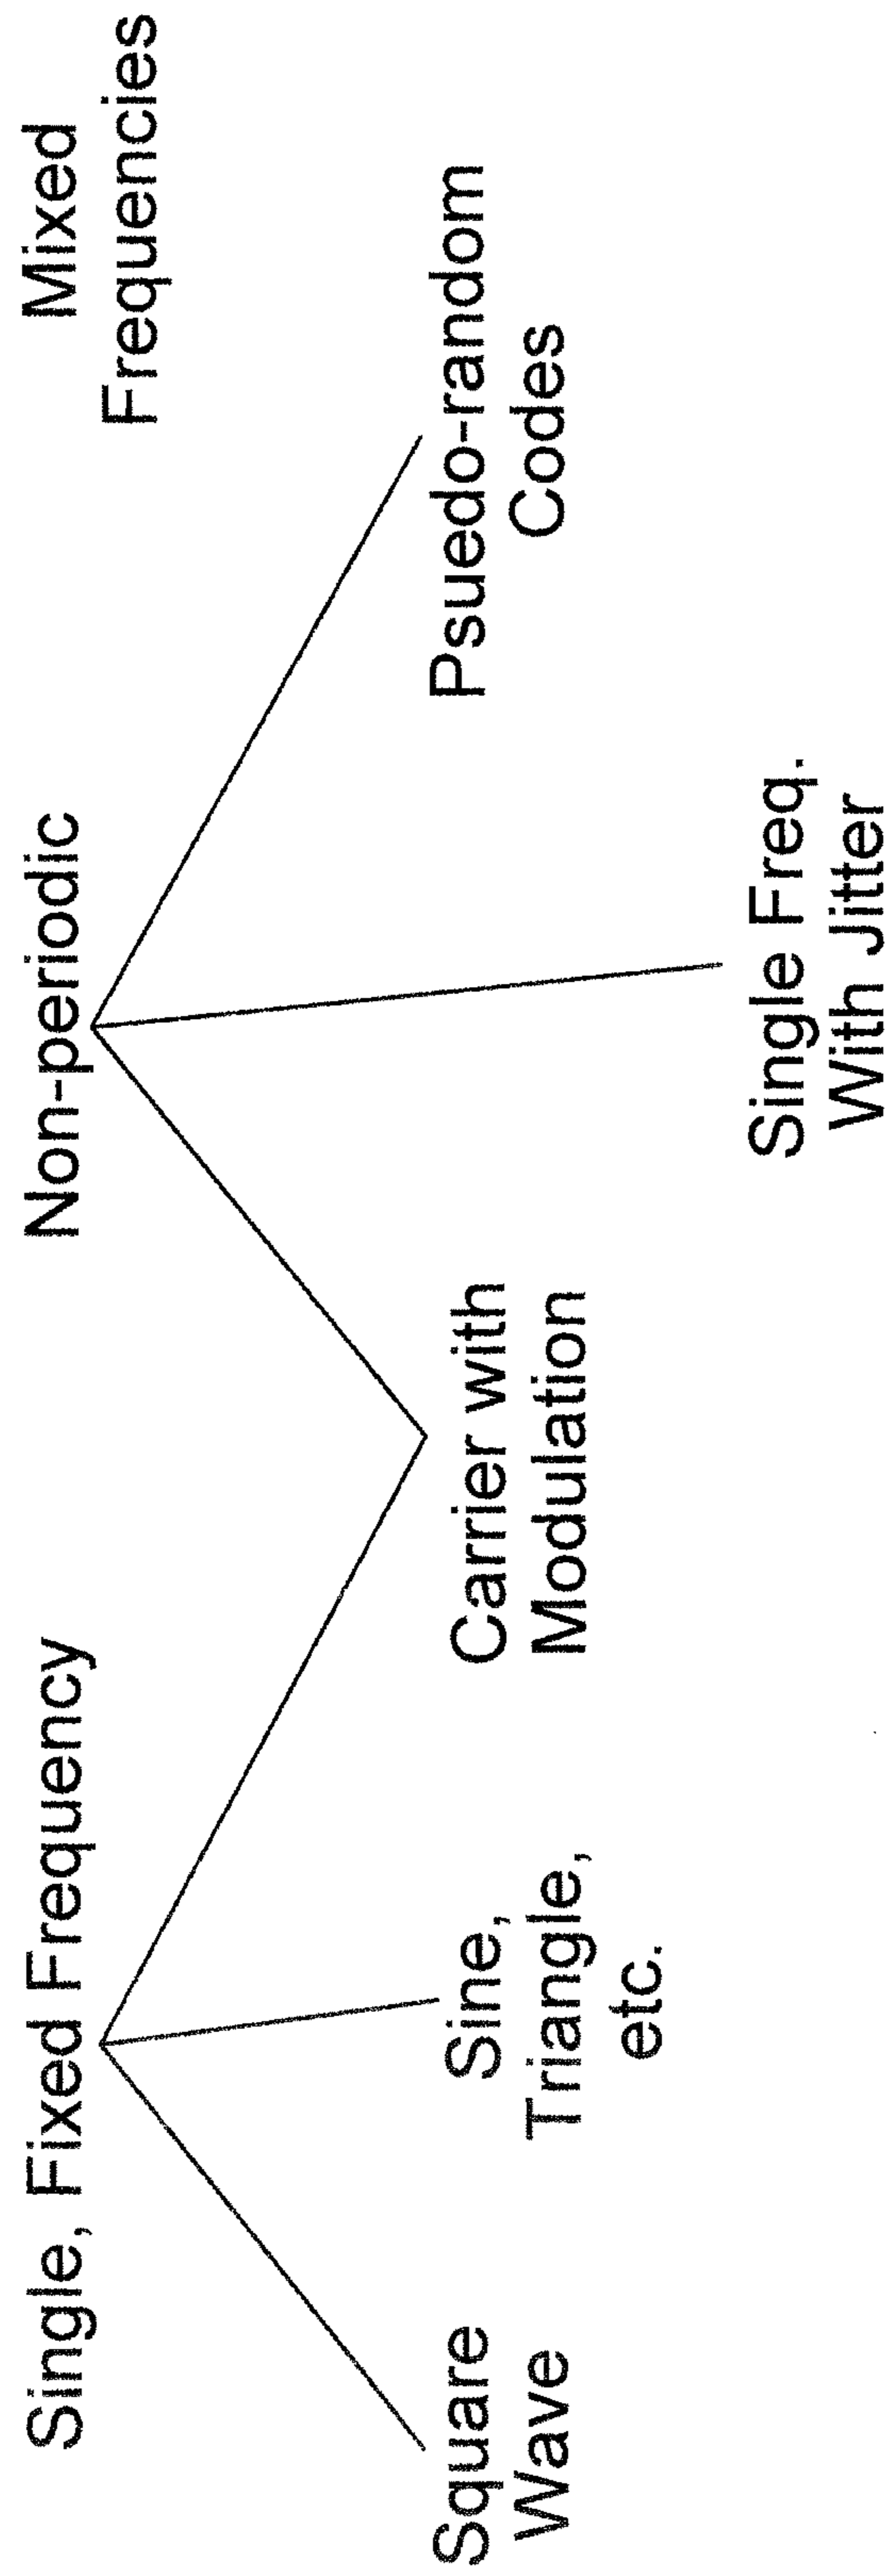 Single, Fixed Frequency
Non-periodic
Mixed
Frequencies
Square
Wave
Sine,
Triangle,
etc.
Carrier with
Modulation
Psuedo-random
Codes
Single Freq.
With Jitter